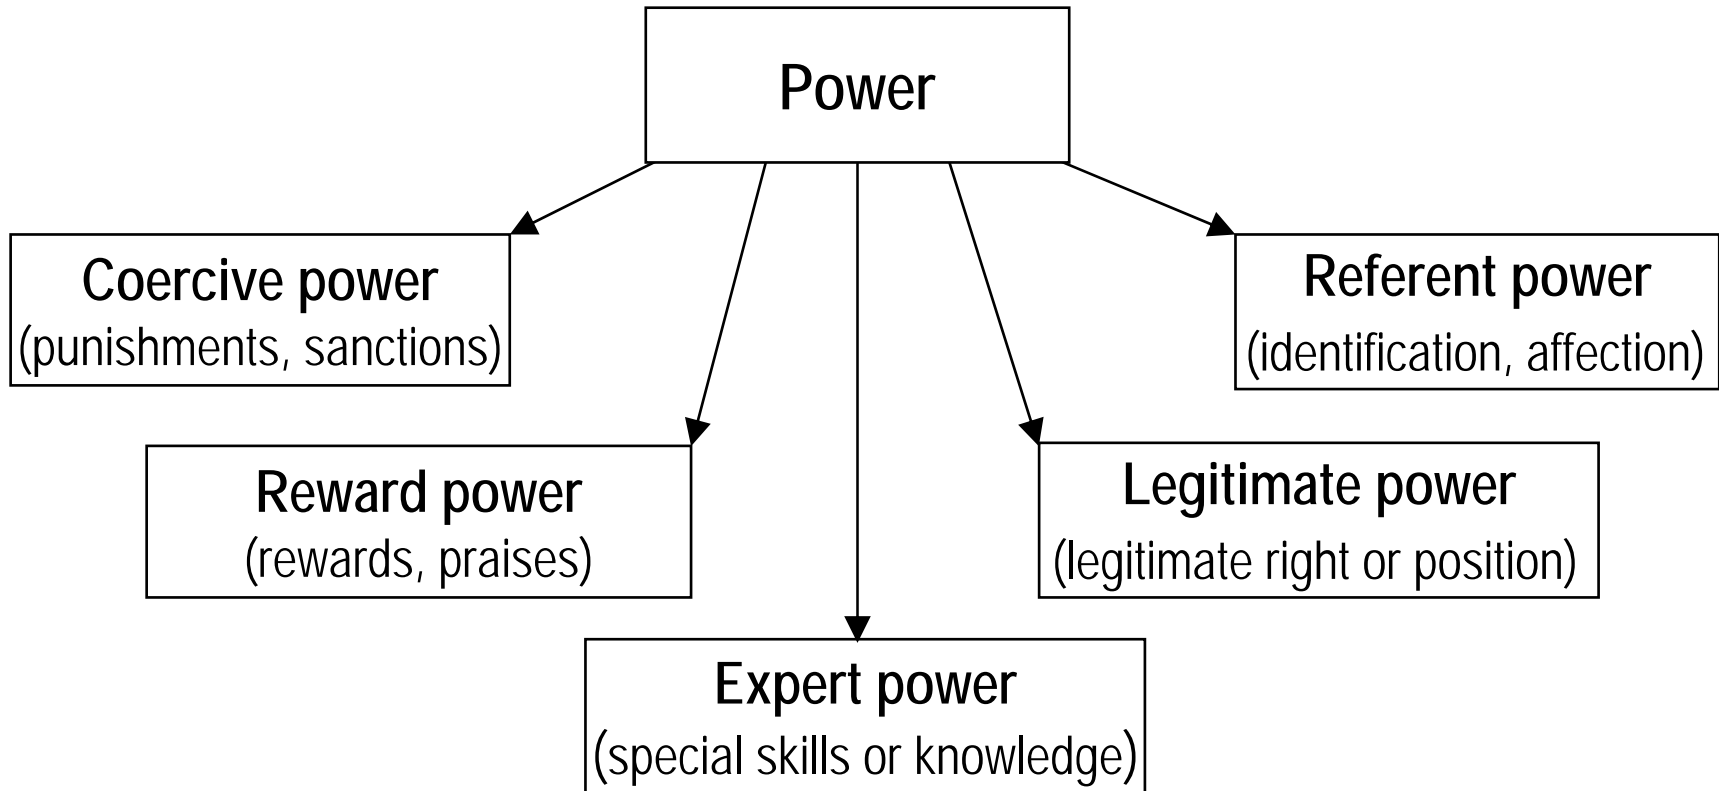 Power
Coercive power
(punishments, sanctions)
Referent power
(identification, affection)
Reward power
(rewards, praises)
Legitimate power
(legitimate right or position)
Expert power
(special skills or knowledge)